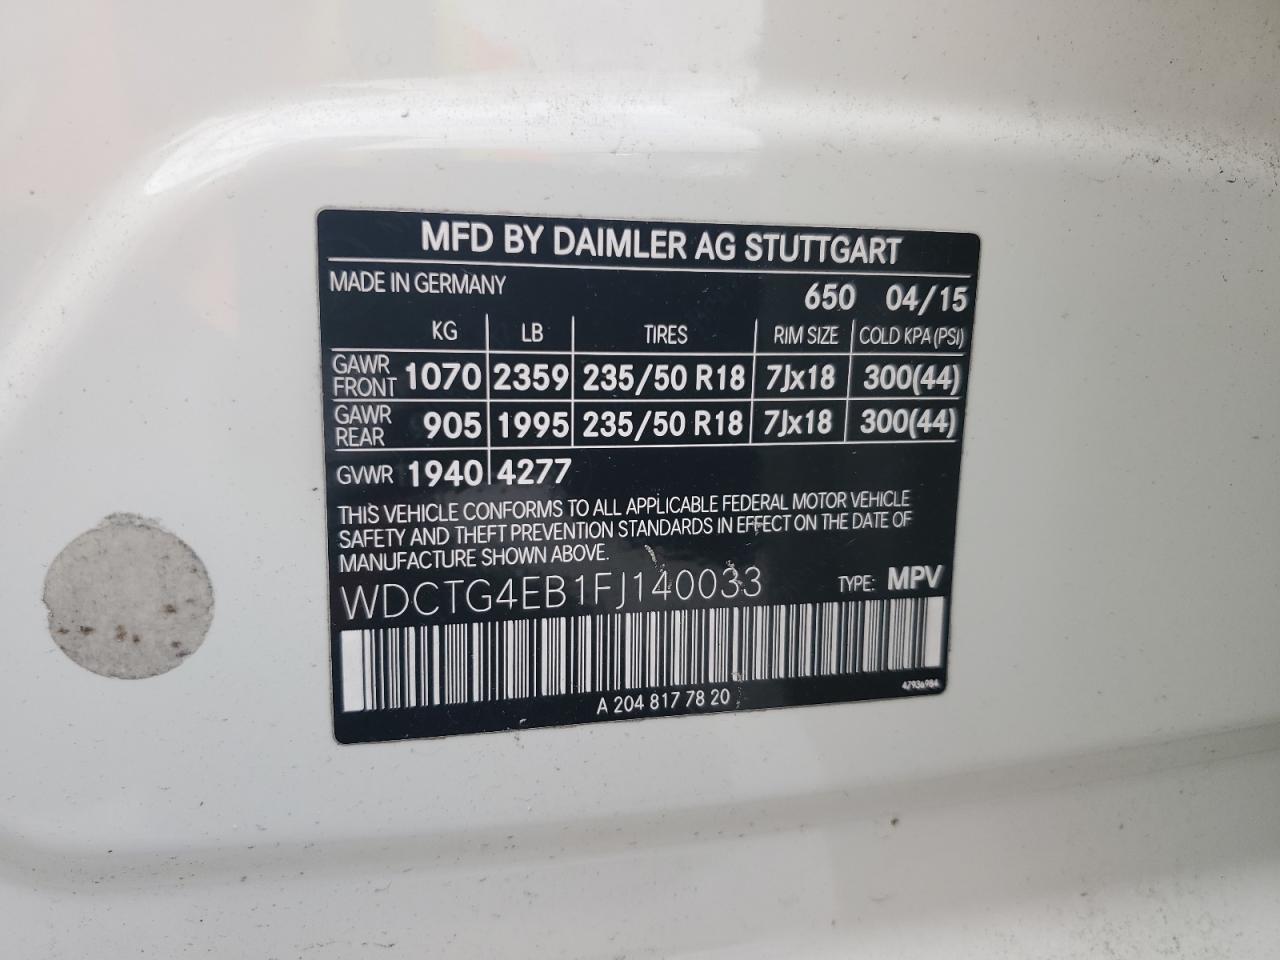 MFD BY DAIMLER AG STUTTGART
MADE IN GERMANY 650 04/15
KG LB TIRES RIM SIZE COLD KPA (PSI)
GAWR FRONT 1070 2359 235/50 R18 7Jx18 300(44)
GAWR REAR 905 1995 235/50 R18 7Jx18 300(44)
GVWR 1940 4277
THIS VEHICLE CONFORMS TO ALL APPLICABLE FEDERAL MOTOR VEHICLE
SAFETY AND THEFT PREVENTION STANDARDS IN EFFECT ON THE DATE OF
MANUFACTURE SHOWN ABOVE.
WDCTG4EB1FJ140033 TYPE: MPV
A 204 817 78 20
47936984